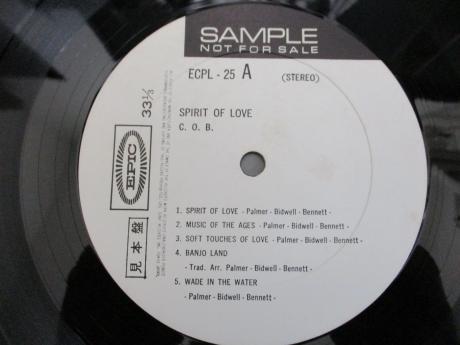 SAMPLE
NOT FOR SALE
ECPL - 25 A
(STEREO)
33 1/3
SPIRIT OF LOVE
C. O. B.
EPIC
見本盤
1. SPIRIT OF LOVE - Palmer - Bidwell - Bennett -
2. MUSIC OF THE AGES - Palmer - Bidwell - Bennett -
3. SOFT TOUCHES OF LOVE - Palmer - Bidwell - Bennett -
4. BANJO LAND
- Trad. Arr. Palmer - Bidwell - Bennett -
5. WADE IN THE WATER
- Palmer - Bidwell - Bennett -